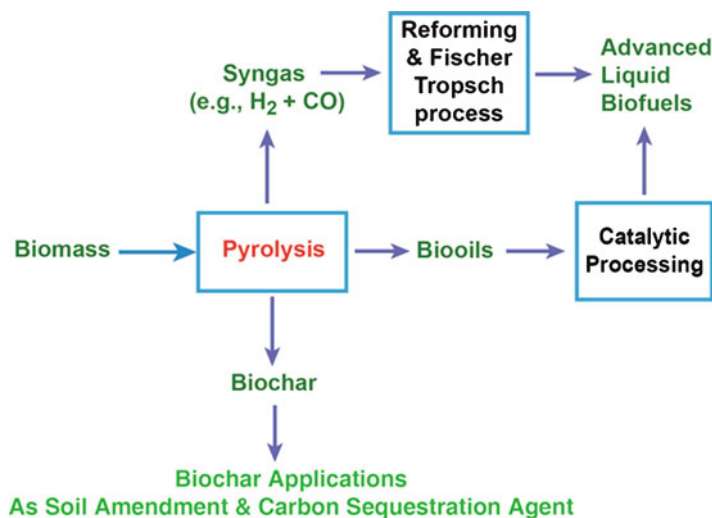 Syngas
(e.g., H₂ + CO)
Reforming
& Fischer
Tropsch
process
Advanced
Liquid
Biofuels
Biomass
Pyrolysis
Biooils
Catalytic
Processing
Biochar
Biochar Applications
As Soil Amendment & Carbon Sequestration Agent